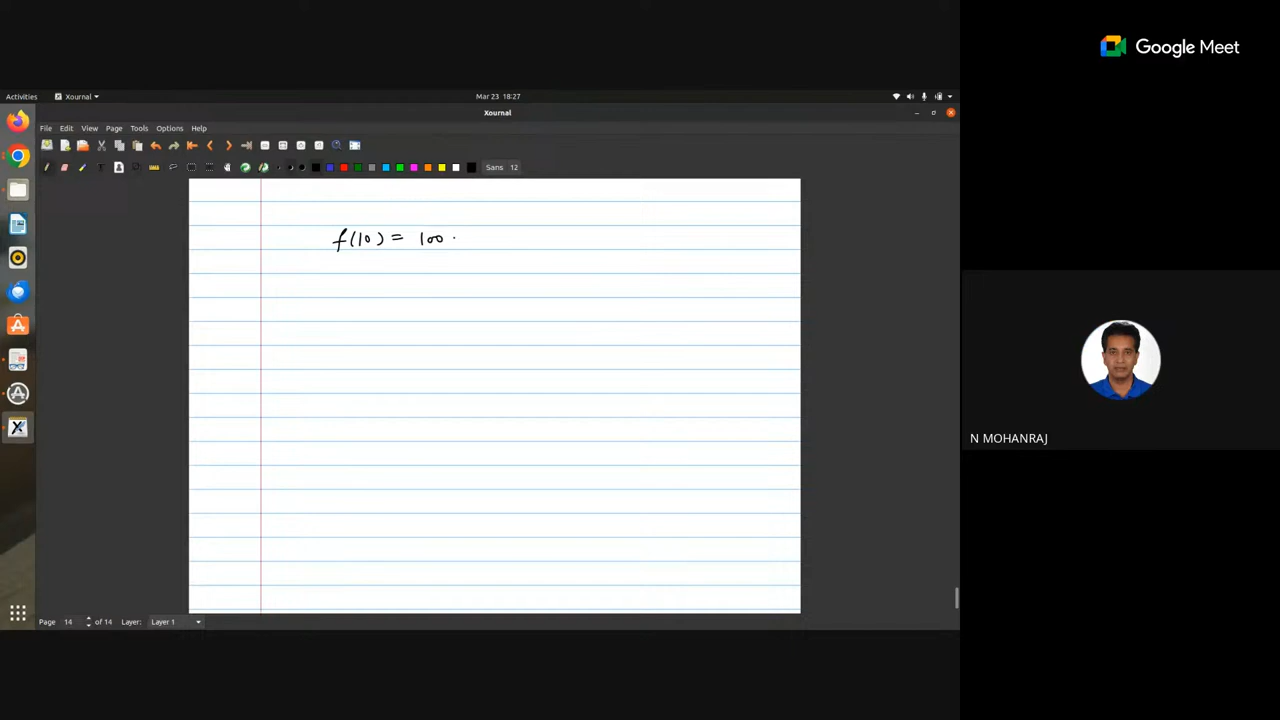 Google Meet
Activities
Xournal
Mar 23 18:27
Xournal
File Edit View Page Tools Options Help
Sans 12
f(10) = 100.
N MOHANRAJ
Page 14 of 14 Layer: Layer 1